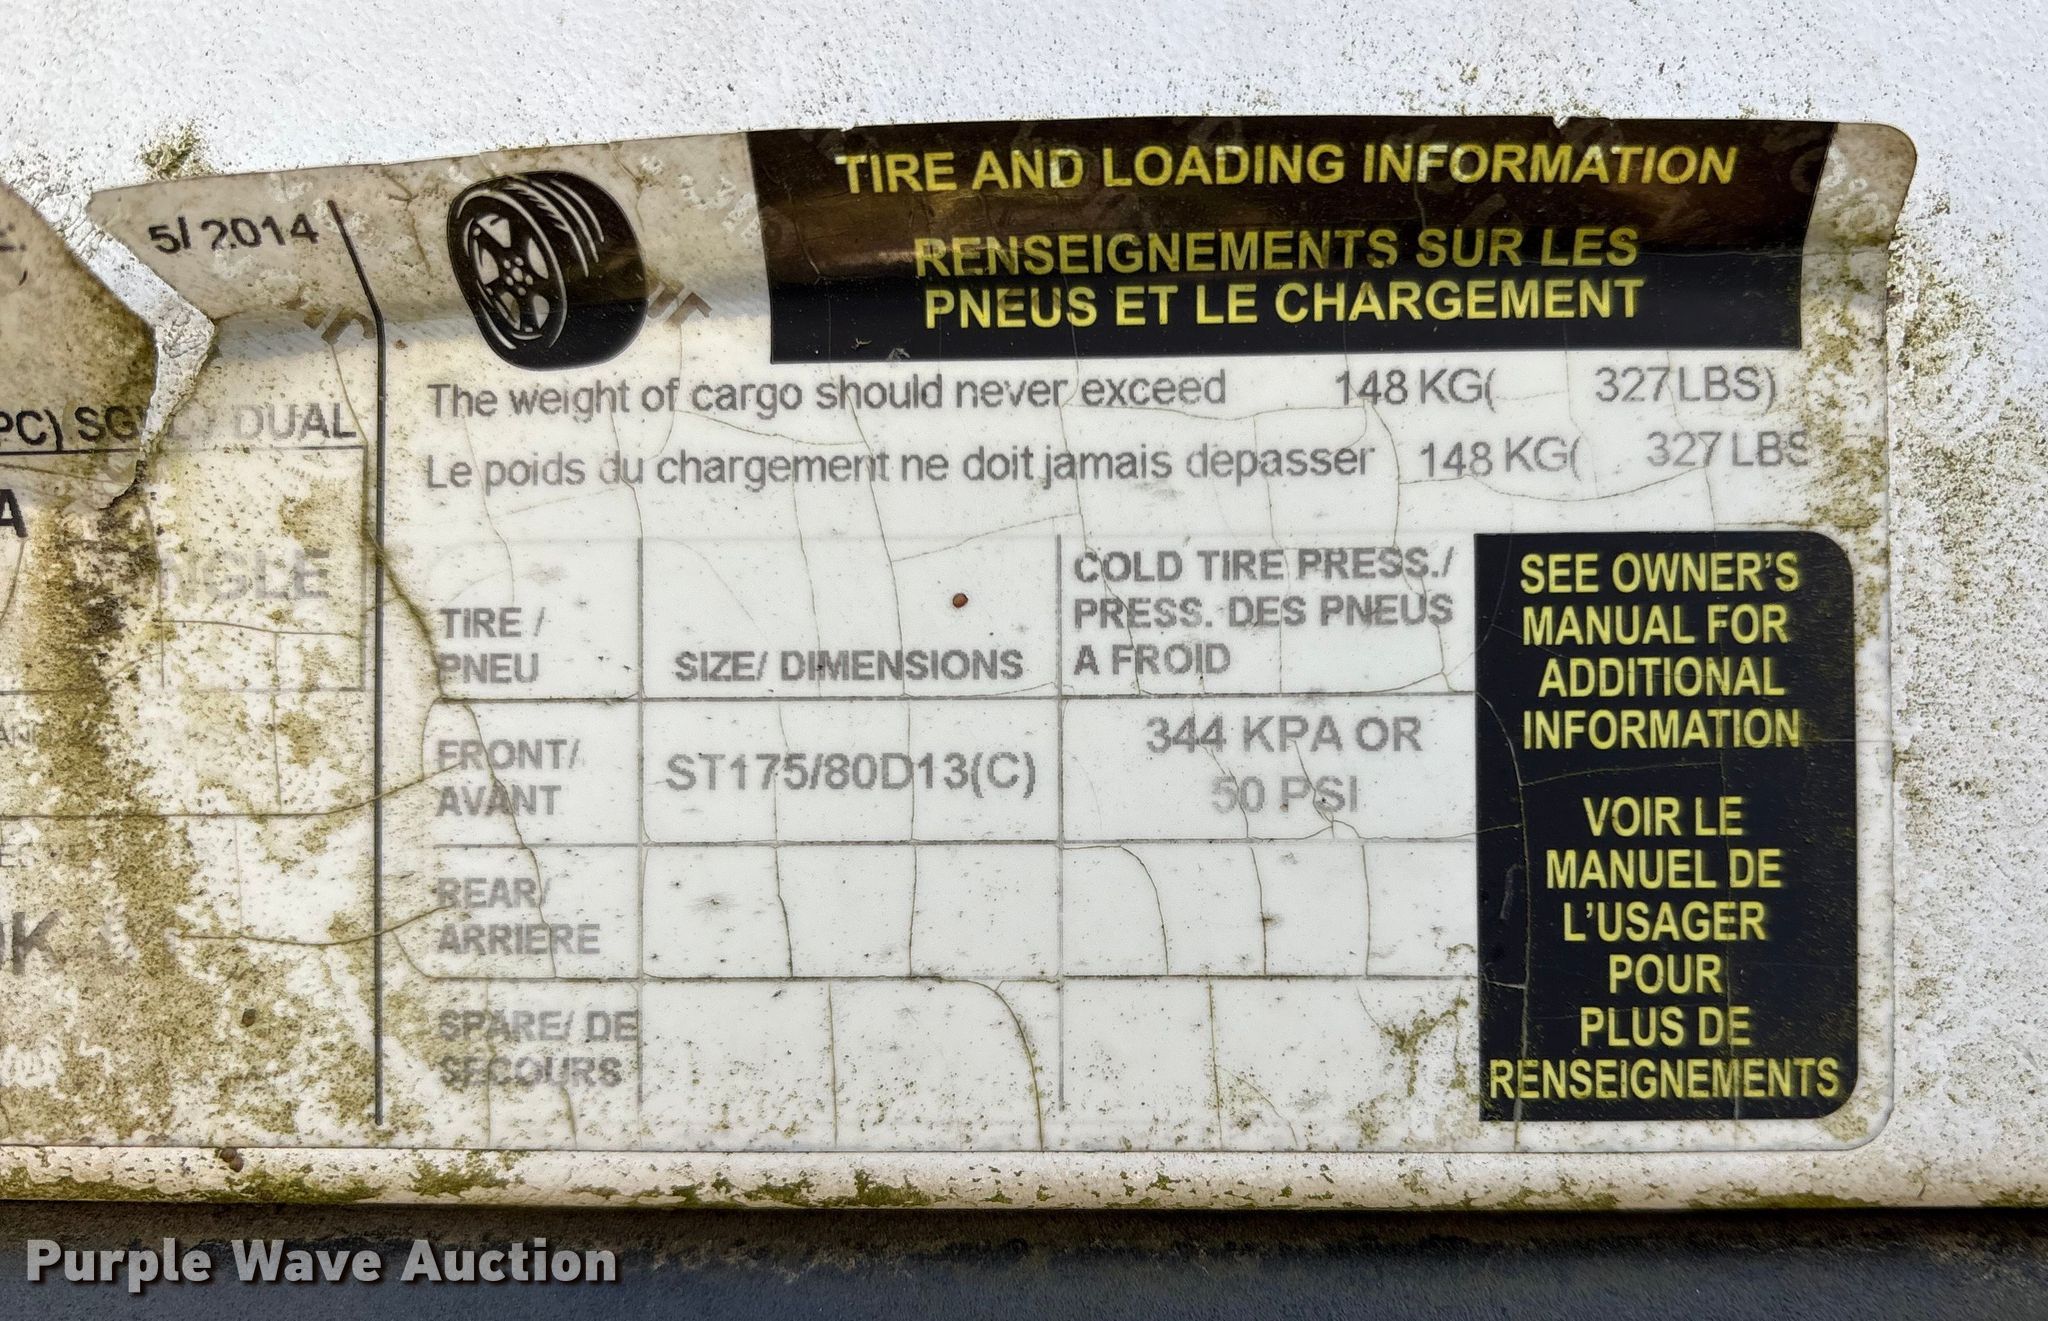 5/2014
PC) SG DUAL
A
NGLE
TIRE AND LOADING INFORMATION
RENSEIGNEMENTS SUR LES
PNEUS ET LE CHARGEMENT
The weight of cargo should never exceed 148 KG( 327 LBS)
Le poids du chargement ne doit jamais depasser 148 KG( 327 LBS
TIRE /
PNEU
SIZE/ DIMENSIONS
COLD TIRE PRESS./
PRESS. DES PNEUS
A FROID
FRONT/
AVANT
ST175/80D13(C)
344 KPA OR
50 PSI
REAR/
ARRIERE
SPARE/ DE
SECOURS
SEE OWNER'S
MANUAL FOR
ADDITIONAL
INFORMATION
VOIR LE
MANUEL DE
L'USAGER
POUR
PLUS DE
RENSEIGNEMENTS
Purple Wave Auction